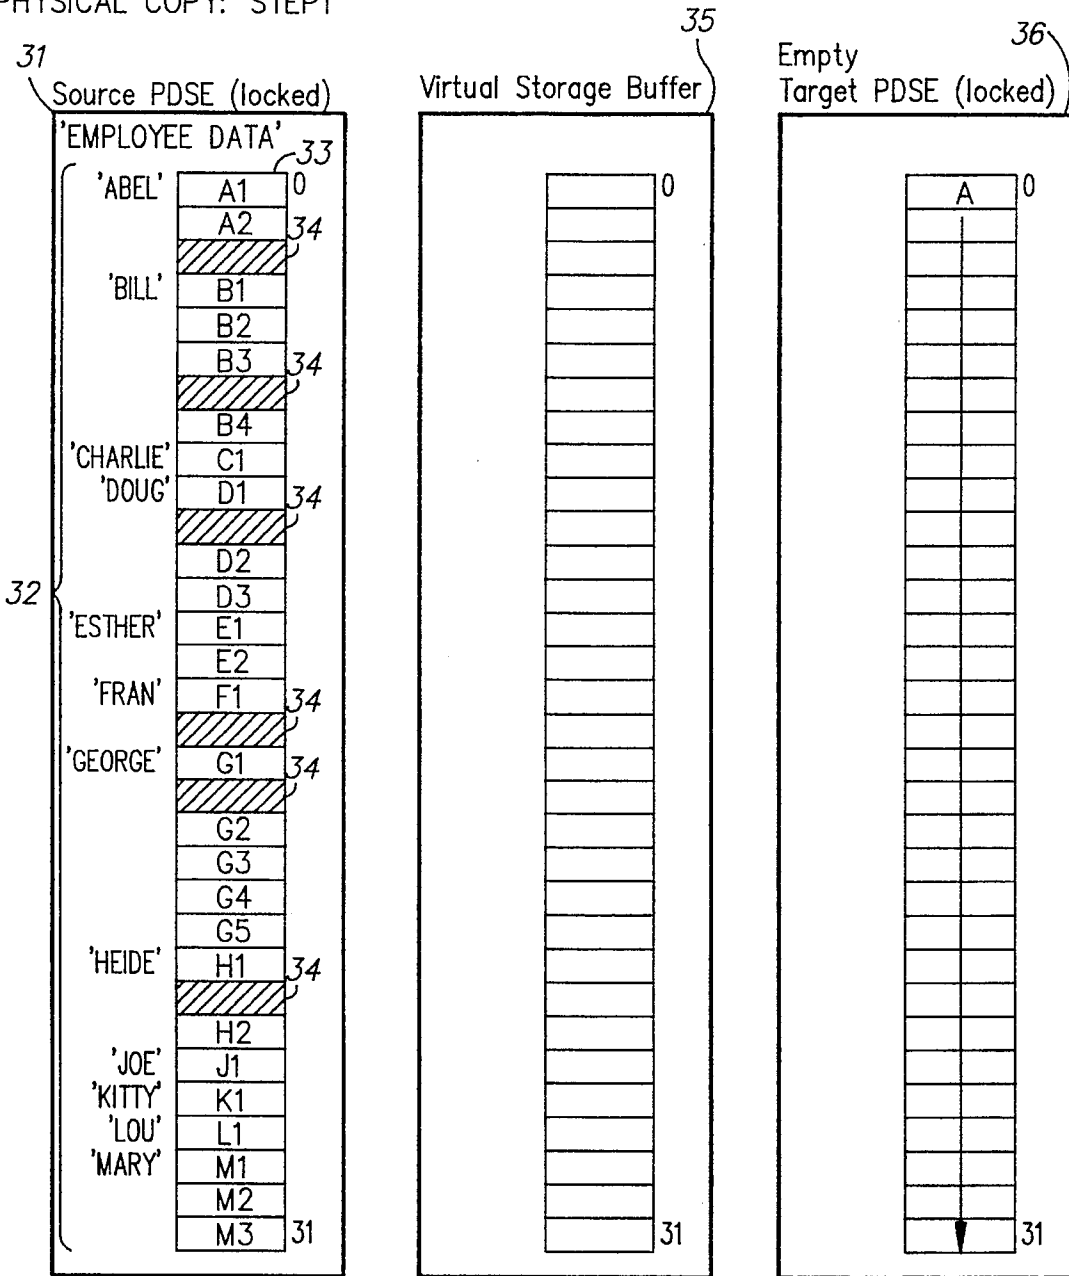 PHYSICAL COPY: STEP1
31
Source PDSE (locked)
'EMPLOYEE DATA'
33
'ABEL' A1 0
A2 34
'BILL' B1
B2
B3 34
B4
'CHARLIE' C1
'DOUG' D1 34
D2
32
D3
'ESTHER' E1
E2
'FRAN' F1 34
'GEORGE' G1 34
G2
G3
G4
G5
'HEIDE' H1 34
H2
'JOE' J1
'KITTY' K1
'LOU' L1
'MARY' M1
M2
M3 31
35
Virtual Storage Buffer
0
31
36
Empty
Target PDSE (locked)
A 0
31